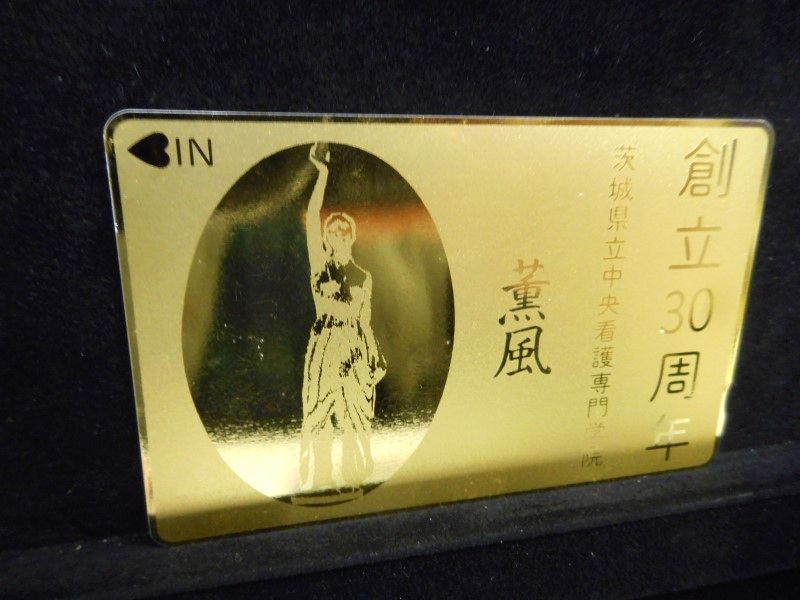 創立30周年
茨城県立中央看護専門学院
薫風
IN